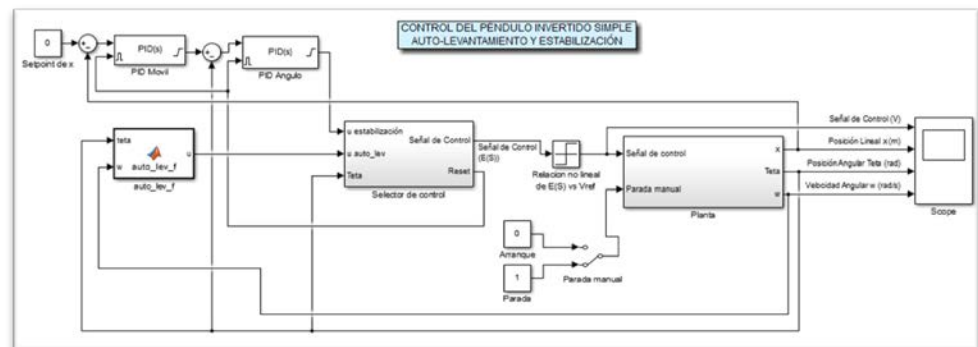 CONTROL DEL PÉNDULO INVERTIDO SIMPLE
AUTO-LEVANTAMIENTO Y ESTABILIZACIÓN
0
Setpoint de x
PID(s)
PID Movil
PID(s)
PID Angulo
teta
w
u
auto_lev_f
auto_lev_f
u estabilización
u auto_lev
Teta
Señal de Control
Reset
Selector de control
Señal de Control
(E(S))
Relacion no lineal
de E(S) vs Vref
Señal de control
Parada manual
x
Teta
w
Planta
0
Arranque
1
Parada
Parada manual
Señal de Control (V)
Posición Lineal x (m)
Posición Angular Teta (rad)
Velocidad Angular w (rad/s)
Scope